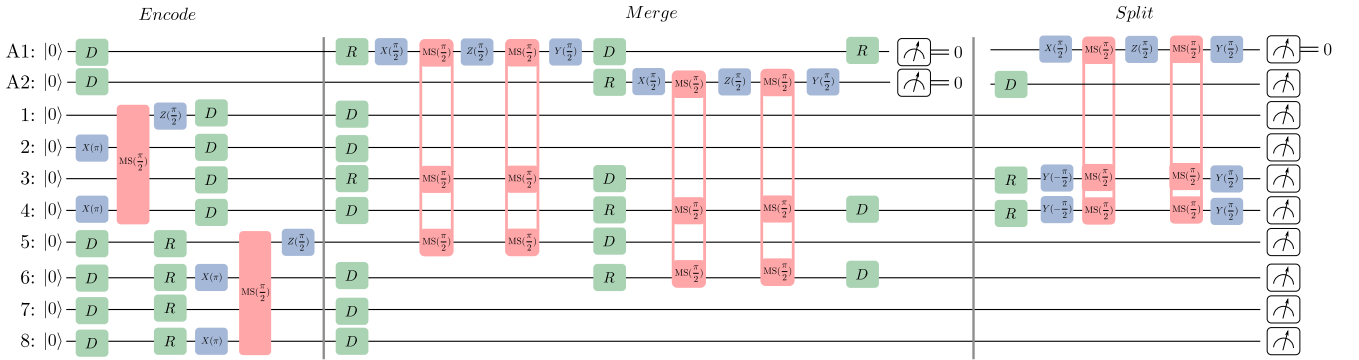 Encode Merge Split
A1: |0⟩ D R X(π/2) MS(π/2) Z(π/2) MS(π/2) Y(π/2) D R = 0 X(π/2) MS(π/2) Z(π/2) MS(π/2) Y(π/2) = 0
A2: |0⟩ D R X(π/2) MS(π/2) Z(π/2) MS(π/2) Y(π/2) = 0 D
1: |0⟩ Z(π/2) D D
2: |0⟩ X(π) MS(π/2) D D
3: |0⟩ D R MS(π/2) MS(π/2) D R Y(-π/2) MS(π/2) MS(π/2) Y(π/2)
4: |0⟩ X(π) D D R MS(π/2) MS(π/2) D R Y(-π/2) MS(π/2) MS(π/2) Y(π/2)
5: |0⟩ D R Z(π/2) MS(π/2) MS(π/2) D
6: |0⟩ D R X(π) MS(π/2) D R MS(π/2) MS(π/2) D
7: |0⟩ D R D
8: |0⟩ D R X(π) D